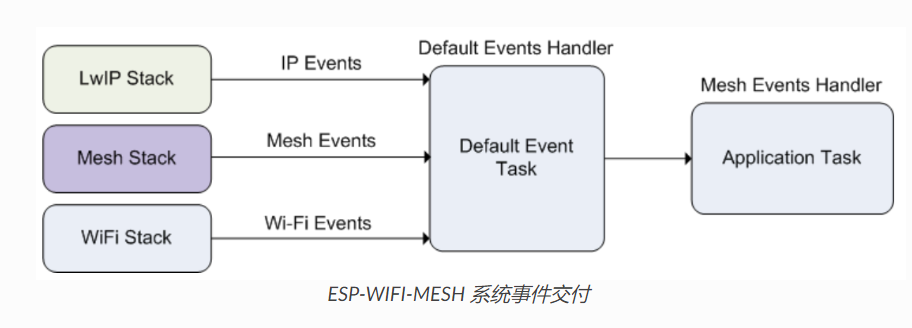 Default Events Handler
LwIP Stack
IP Events
Mesh Events Handler
Mesh Stack
Mesh Events
Default Event
Task
Application Task
WiFi Stack
Wi-Fi Events
ESP-WIFI-MESH 系统事件交付